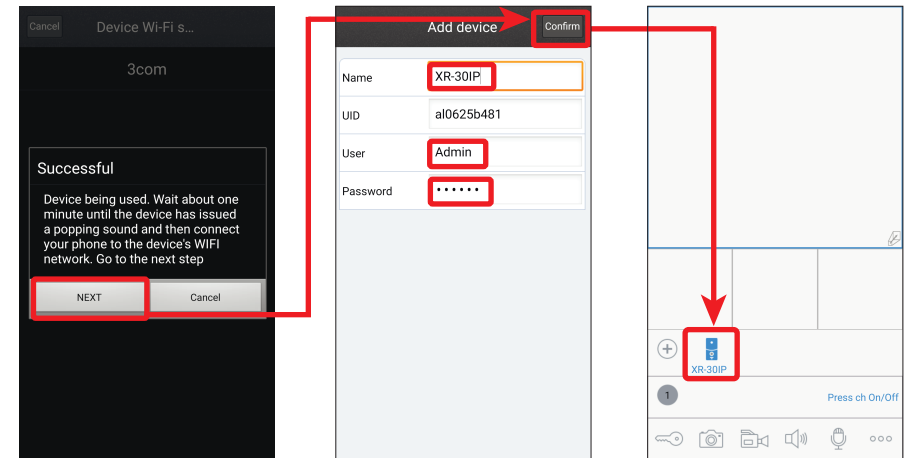 Cancel
Device Wi-Fi s...
3com
Successful
Device being used. Wait about one
minute until the device has issued
a popping sound and then connect
your phone to the device's WIFI
network. Go to the next step
NEXT
Cancel
Add device
Confirm
Name
XR-30IP
UID
al0625b481
User
Admin
Password
••••••
XR-30IP
1
Press ch On/Off